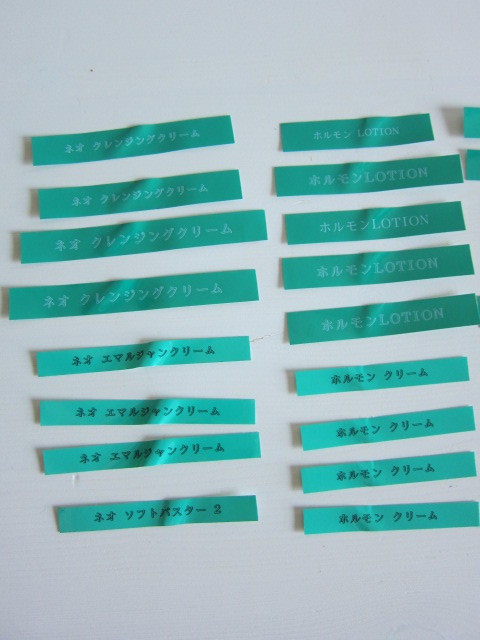 ネオ クレンジングクリーム
ネオ クレンジングクリーム
ネオ クレンジングクリーム
ネオ クレンジングクリーム
ネオ エマルジャンクリーム
ネオ エマルジャンクリーム
ネオ エマルジャンクリーム
ネオ ソフトパスター 2
ホルモン LOTION
ホルモンLOTION
ホルモンLOTION
ホルモンLOTION
ホルモンLOTION
ホルモン クリーム
ホルモン クリーム
ホルモン クリーム
ホルモン クリーム